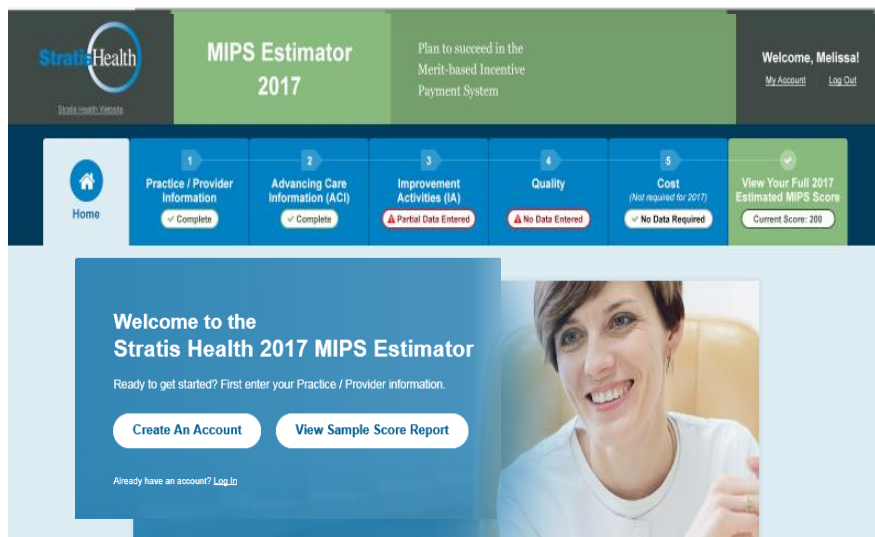 StratisHealth
Stratis Health Website
MIPS Estimator
2017
Plan to succeed in the
Merit-based Incentive
Payment System
Welcome, Melissa!
My Account
Log Out
Home
1
Practice / Provider
Information
Complete
2
Advancing Care
Information (ACI)
Complete
3
Improvement
Activities (IA)
Partial Data Entered
4
Quality
No Data Entered
5
Cost
(Not required for 2017)
No Data Required
View Your Full 2017
Estimated MIPS Score
Current Score: 200
Welcome to the
Stratis Health 2017 MIPS Estimator
Ready to get started? First enter your Practice / Provider information.
Create An Account
View Sample Score Report
Already have an account? Log In